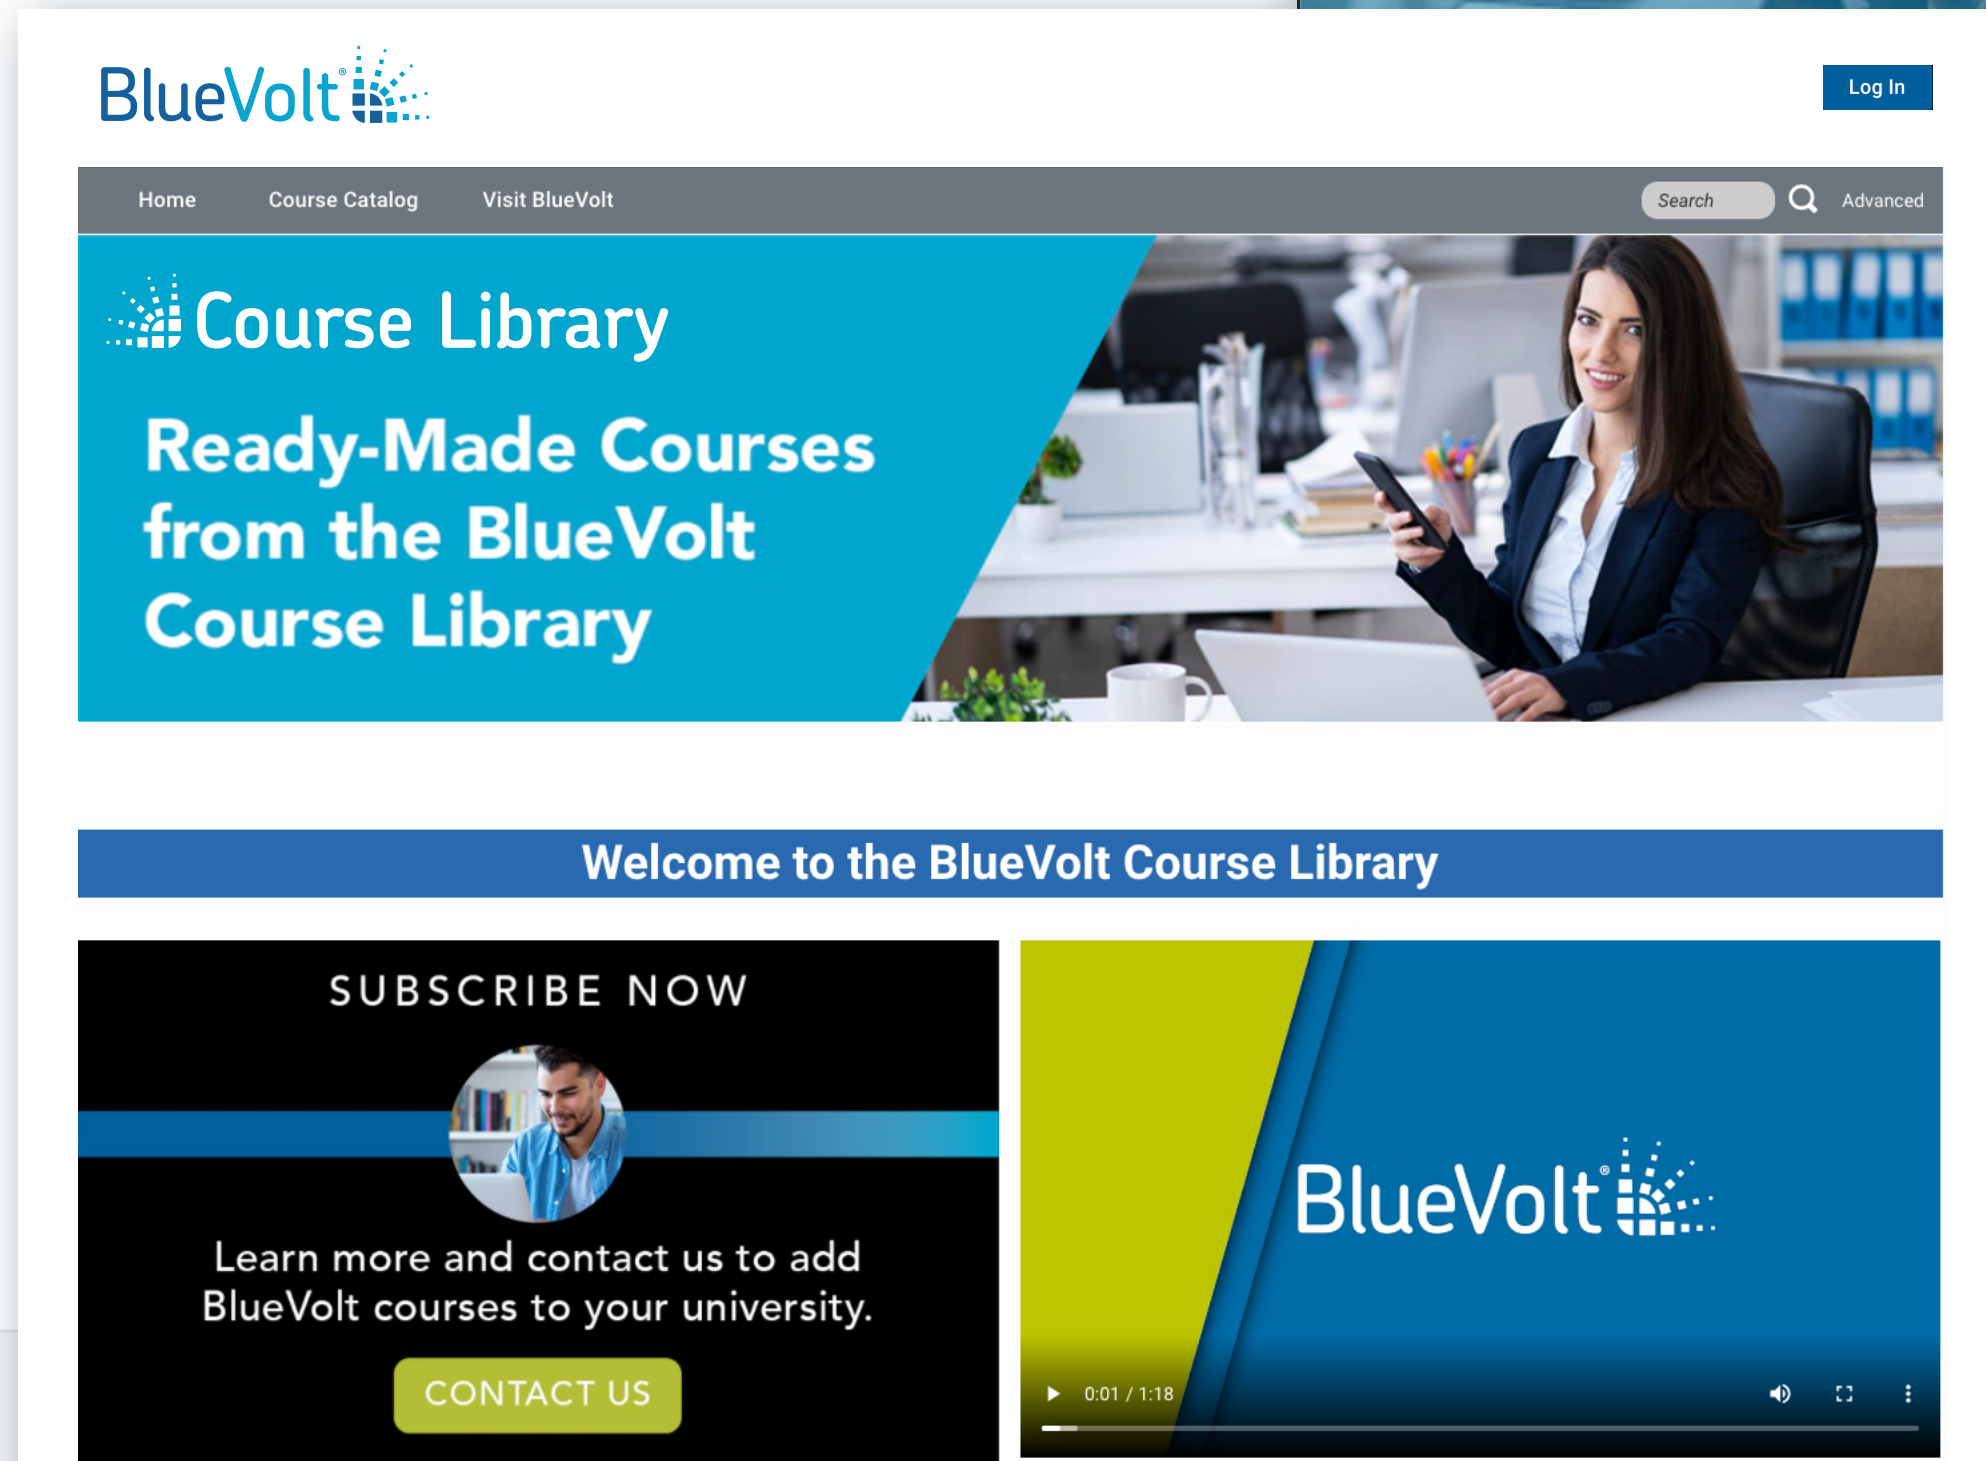 BlueVolt®
Log In
Home Course Catalog Visit BlueVolt Search Advanced
Course Library
Ready-Made Courses
from the BlueVolt
Course Library
Welcome to the BlueVolt Course Library
SUBSCRIBE NOW
Learn more and contact us to add
BlueVolt courses to your university.
CONTACT US
BlueVolt®
0:01 / 1:18